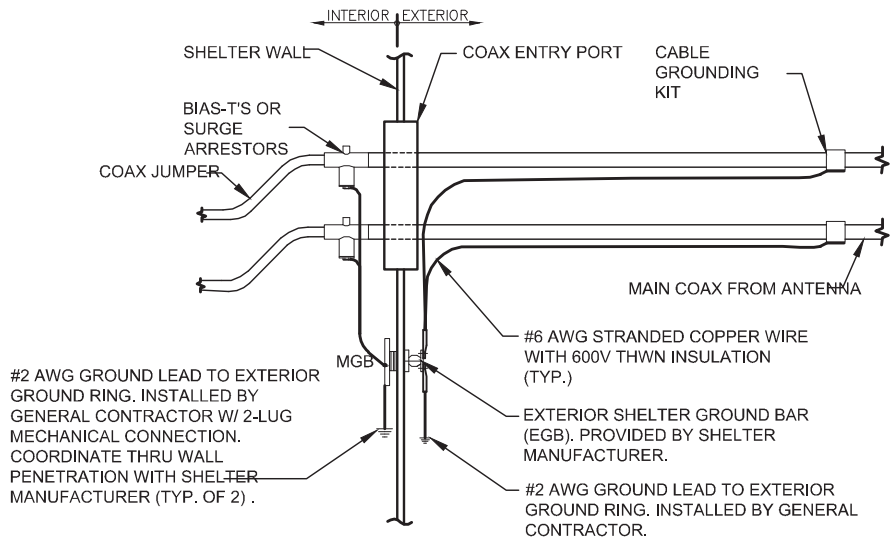 INTERIOR EXTERIOR
SHELTER WALL
COAX ENTRY PORT
CABLE
GROUNDING
KIT
BIAS-T'S OR
SURGE
ARRESTORS
COAX JUMPER
MAIN COAX FROM ANTENNA
#6 AWG STRANDED COPPER WIRE
WITH 600V THWN INSULATION
(TYP.)
MGB
#2 AWG GROUND LEAD TO EXTERIOR
GROUND RING. INSTALLED BY
GENERAL CONTRACTOR W/ 2-LUG
MECHANICAL CONNECTION.
COORDINATE THRU WALL
PENETRATION WITH SHELTER
MANUFACTURER (TYP. OF 2) .
EXTERIOR SHELTER GROUND BAR
(EGB). PROVIDED BY SHELTER
MANUFACTURER.
#2 AWG GROUND LEAD TO EXTERIOR
GROUND RING. INSTALLED BY GENERAL
CONTRACTOR.